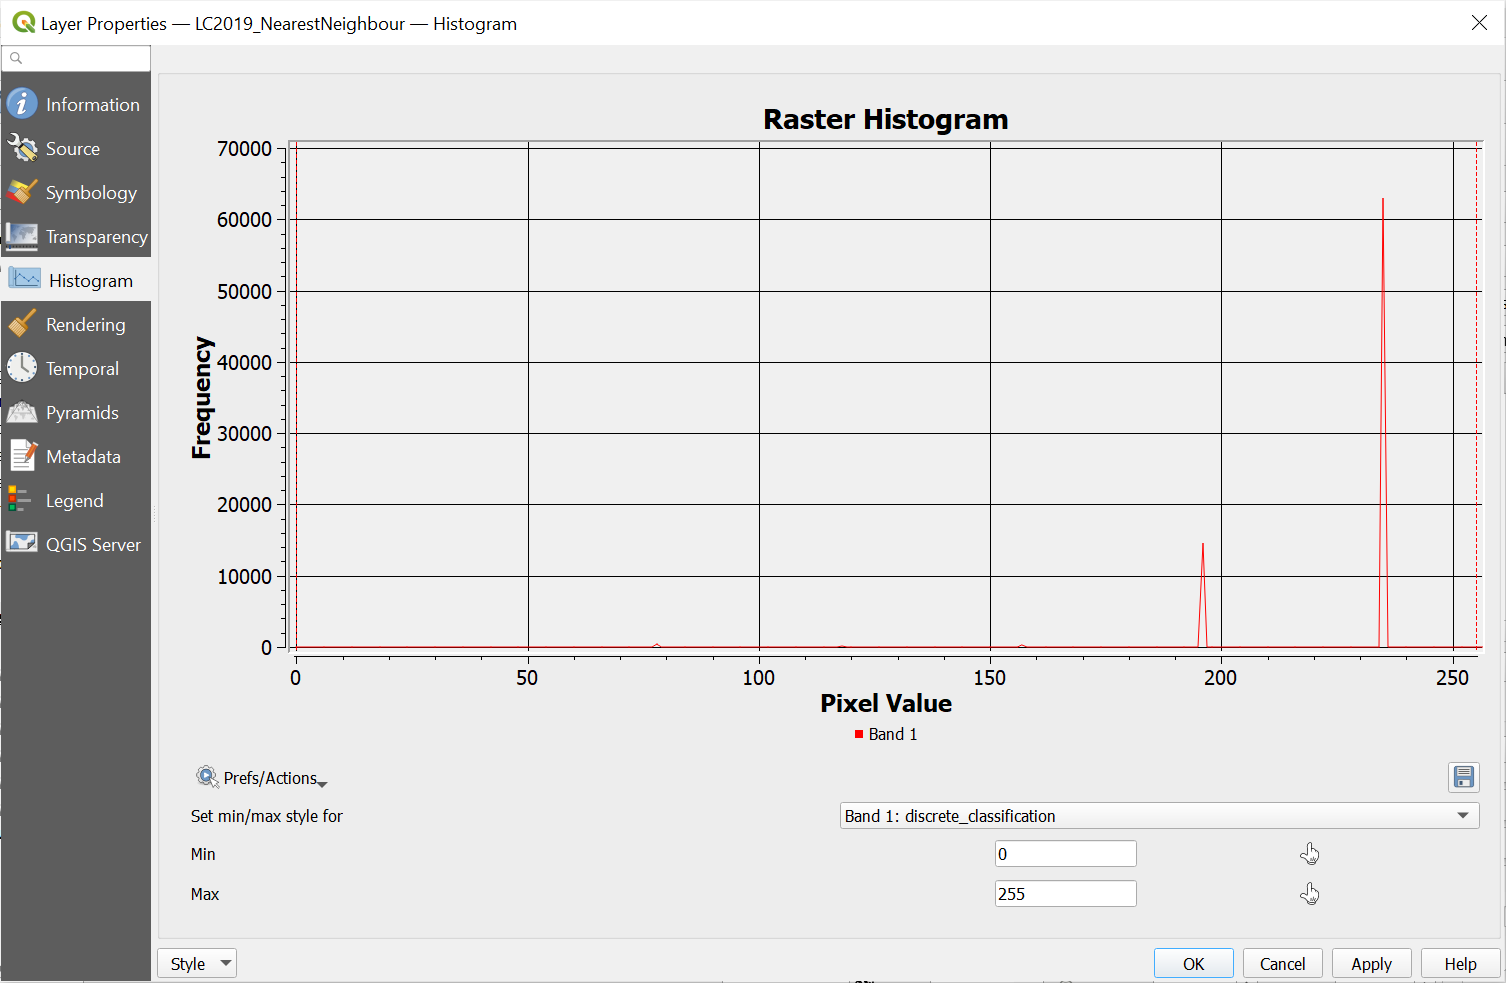 Layer Properties — LC2019_NearestNeighbour — Histogram
Information
Source
Symbology
Transparency
Histogram
Rendering
Temporal
Pyramids
Metadata
Legend
QGIS Server
Raster Histogram
70000
60000
50000
40000
30000
20000
10000
0
Frequency
0 50 100 150 200 250
Pixel Value
Band 1
Prefs/Actions
Set min/max style for Band 1: discrete_classification
Min 0
Max 255
Style OK Cancel Apply Help